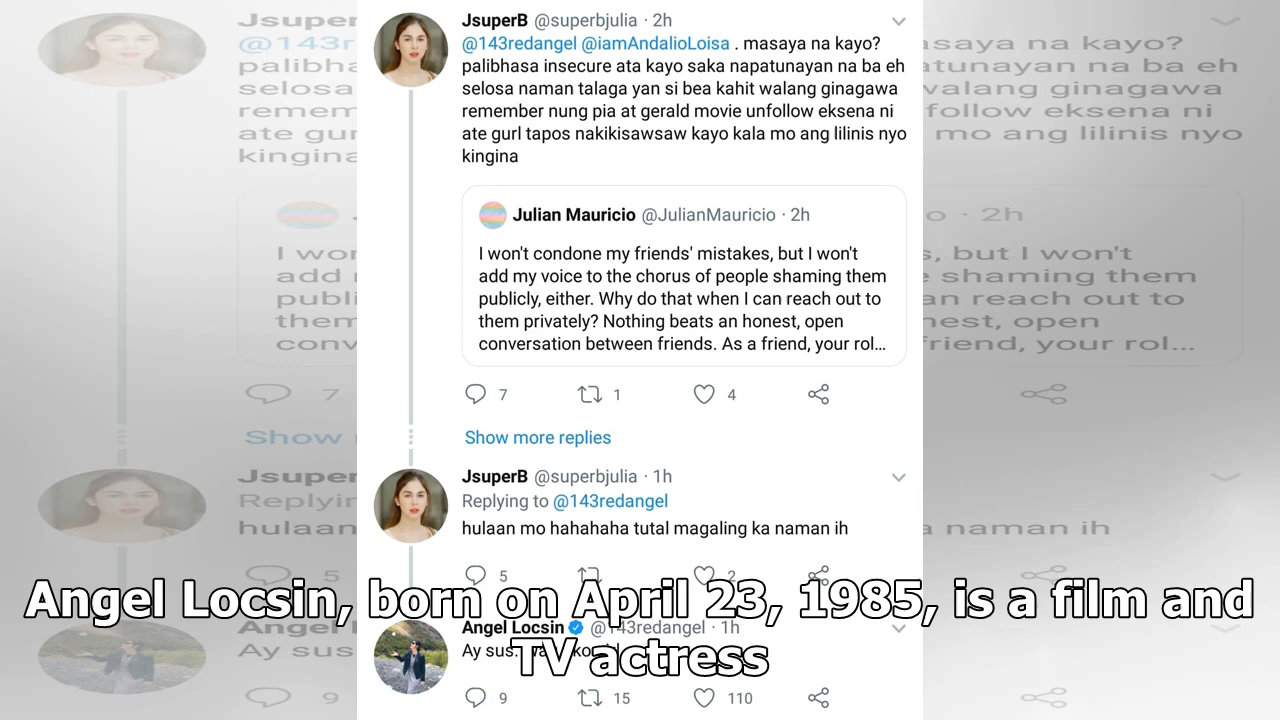 JsuperB @superbjulia · 2h
@143redangel @iamAndalioLoisa . masaya na kayo?
palibhasa insecure ata kayo saka napatunayan na ba eh
selosa naman talaga yan si bea kahit walang ginagawa
remember nung pia at gerald movie unfollow eksena ni
ate gurl tapos nakikisawsaw kayo kala mo ang lilinis nyo
kingina
Julian Mauricio @JulianMauricio · 2h
I won't condone my friends' mistakes, but I won't
add my voice to the chorus of people shaming them
publicly, either. Why do that when I can reach out to
them privately? Nothing beats an honest, open
conversation between friends. As a friend, your rol...
7 1 4
Show more replies
JsuperB @superbjulia · 1h
Replying to @143redangel
hulaan mo hahahaha tutal magaling ka naman ih
5 2
Angel Locsin, born on April 23, 1985, is a film and
TV actress
Angel Locsin @143redangel · 1h
Ay sus.
9 15 110